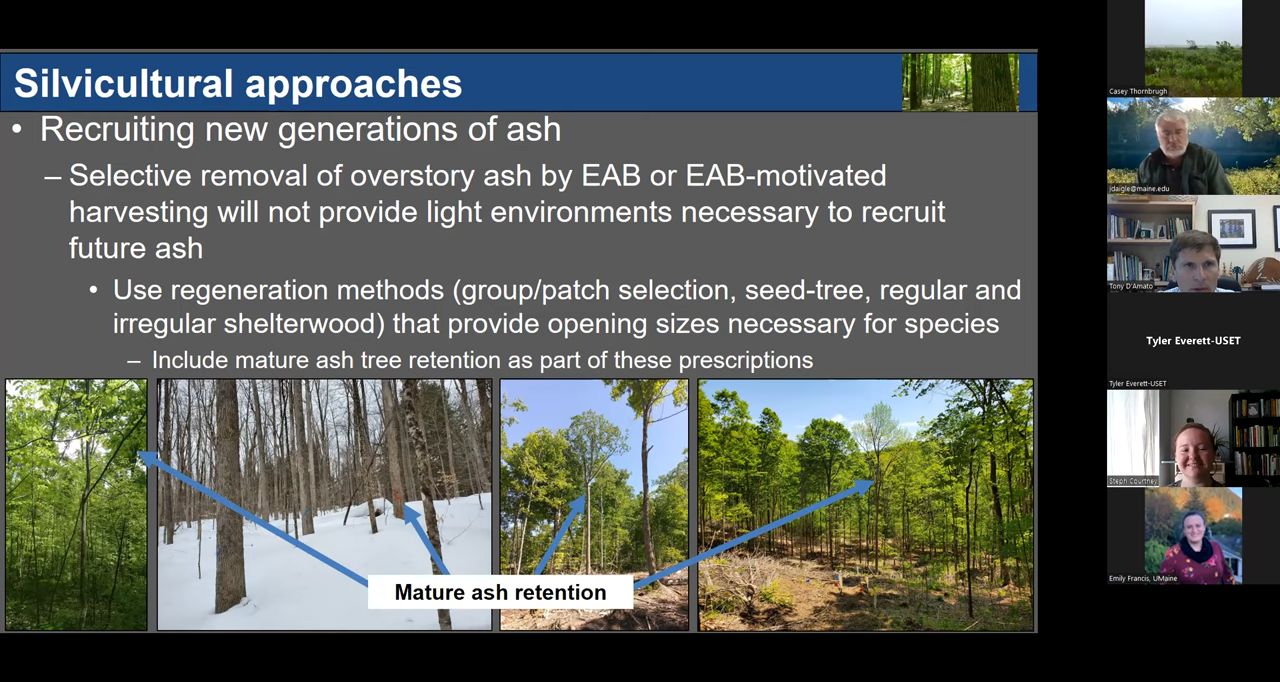 Silvicultural approaches
• Recruiting new generations of ash
– Selective removal of overstory ash by EAB or EAB-motivated
harvesting will not provide light environments necessary to recruit
future ash
• Use regeneration methods (group/patch selection, seed-tree, regular and
irregular shelterwood) that provide opening sizes necessary for species
– Include mature ash tree retention as part of these prescriptions
Mature ash retention
Casey Thornbrugh
jdaigle@maine.edu
Tony D'Amato
Tyler Everett-USET
Tyler Everett-USET
Steph Courtney
Emily Francis, UMaine